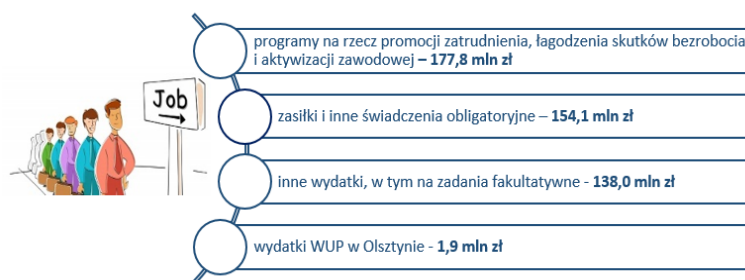 Job
programy na rzecz promocji zatrudnienia, łagodzenia skutków bezrobocia
i aktywizacji zawodowej – 177,8 mln zł
zasiłki i inne świadczenia obligatoryjne – 154,1 mln zł
inne wydatki, w tym na zadania fakultatywne - 138,0 mln zł
wydatki WUP w Olsztynie - 1,9 mln zł